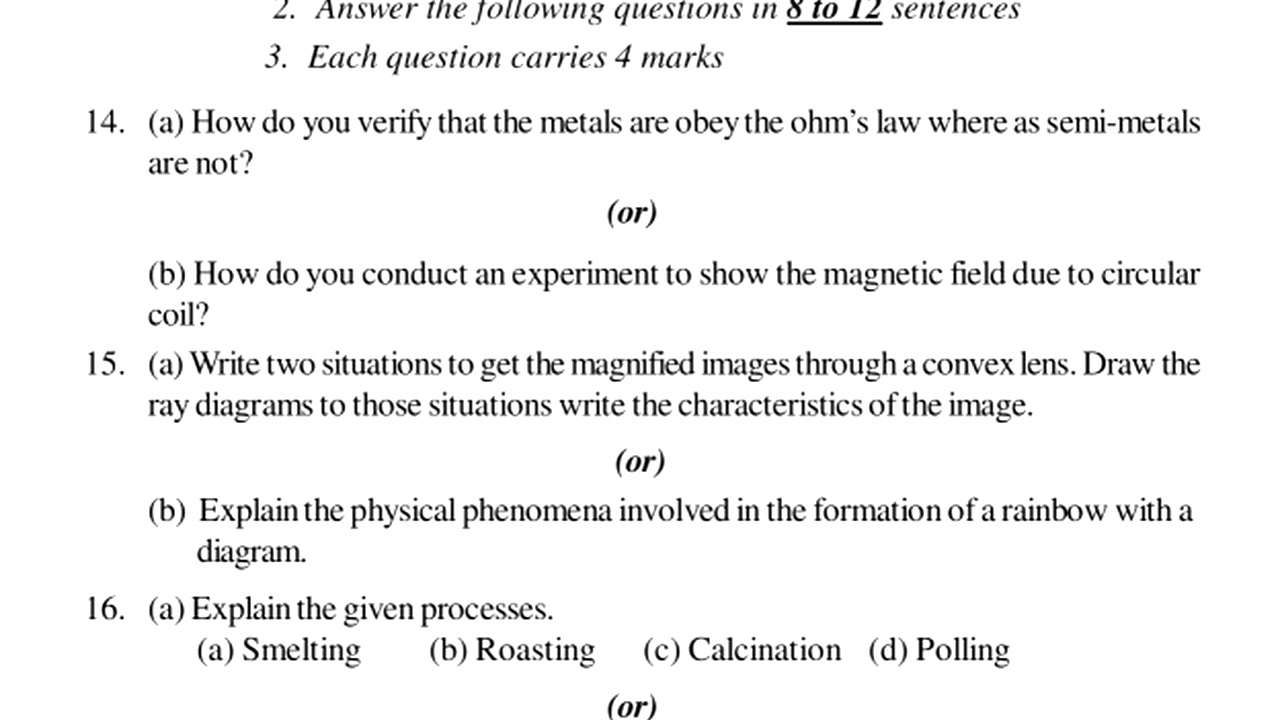 2. Answer the following questions in 8 to 12 sentences
3. Each question carries 4 marks
14. (a) How do you verify that the metals are obey the ohm's law where as semi-metals
are not?
(or)
(b) How do you conduct an experiment to show the magnetic field due to circular
coil?
15. (a) Write two situations to get the magnified images through a convex lens. Draw the
ray diagrams to those situations write the characteristics of the image.
(or)
(b) Explain the physical phenomena involved in the formation of a rainbow with a
diagram.
16. (a) Explain the given processes.
(a) Smelting (b) Roasting (c) Calcination (d) Polling
(or)